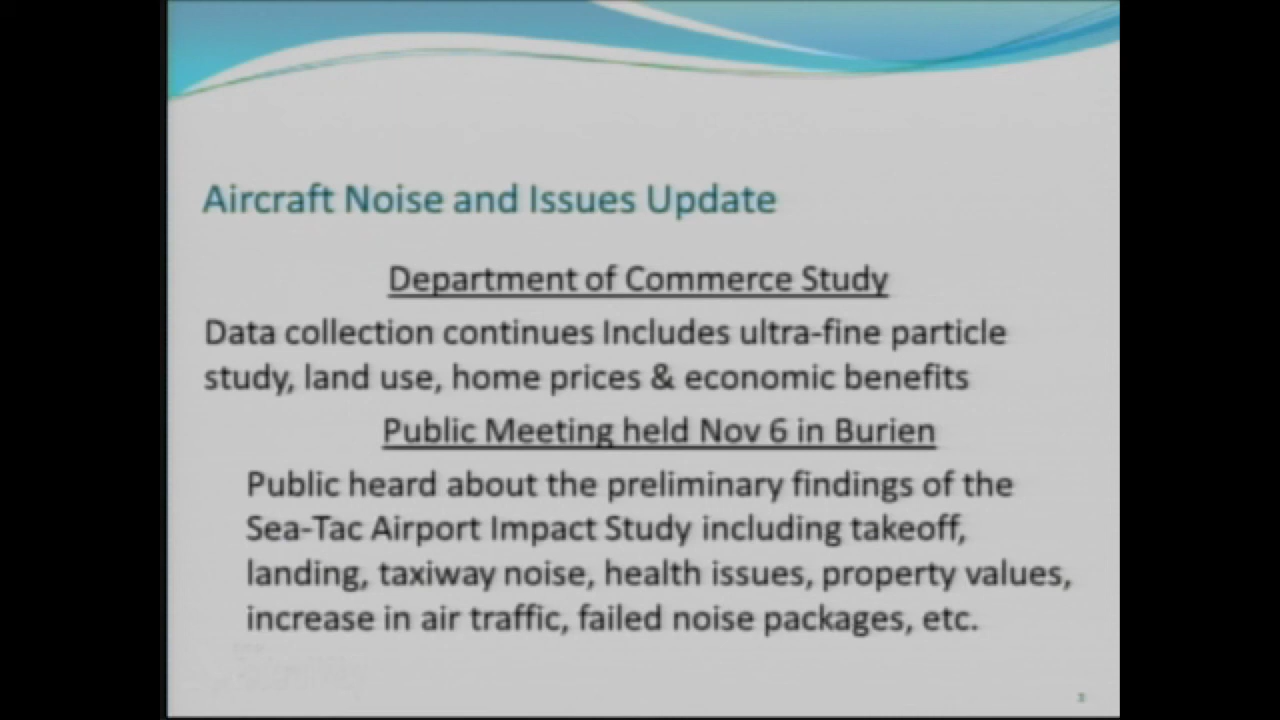 Aircraft Noise and Issues Update
Department of Commerce Study
Data collection continues Includes ultra-fine particle
study, land use, home prices & economic benefits
Public Meeting held Nov 6 in Burien
Public heard about the preliminary findings of the
Sea-Tac Airport Impact Study including takeoff,
landing, taxiway noise, health issues, property values,
increase in air traffic, failed noise packages, etc.